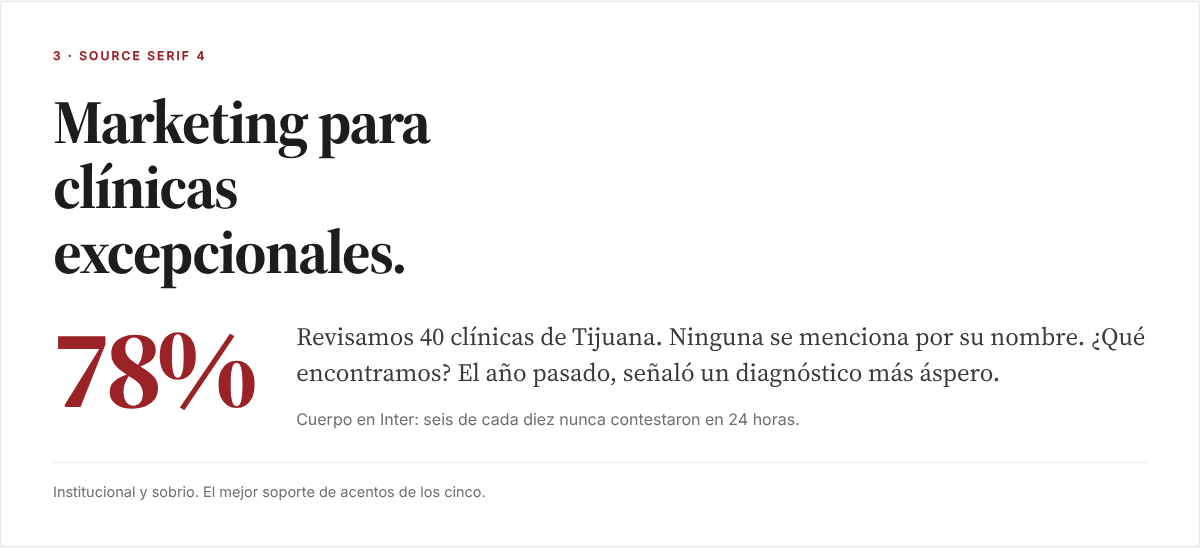 3 · SOURCE SERIF 4
Marketing para
clínicas
excepcionales.
78%
Revisamos 40 clínicas de Tijuana. Ninguna se menciona por su nombre. ¿Qué
encontramos? El año pasado, señaló un diagnóstico más áspero.
Cuerpo en Inter: seis de cada diez nunca contestaron en 24 horas.
Institucional y sobrio. El mejor soporte de acentos de los cinco.